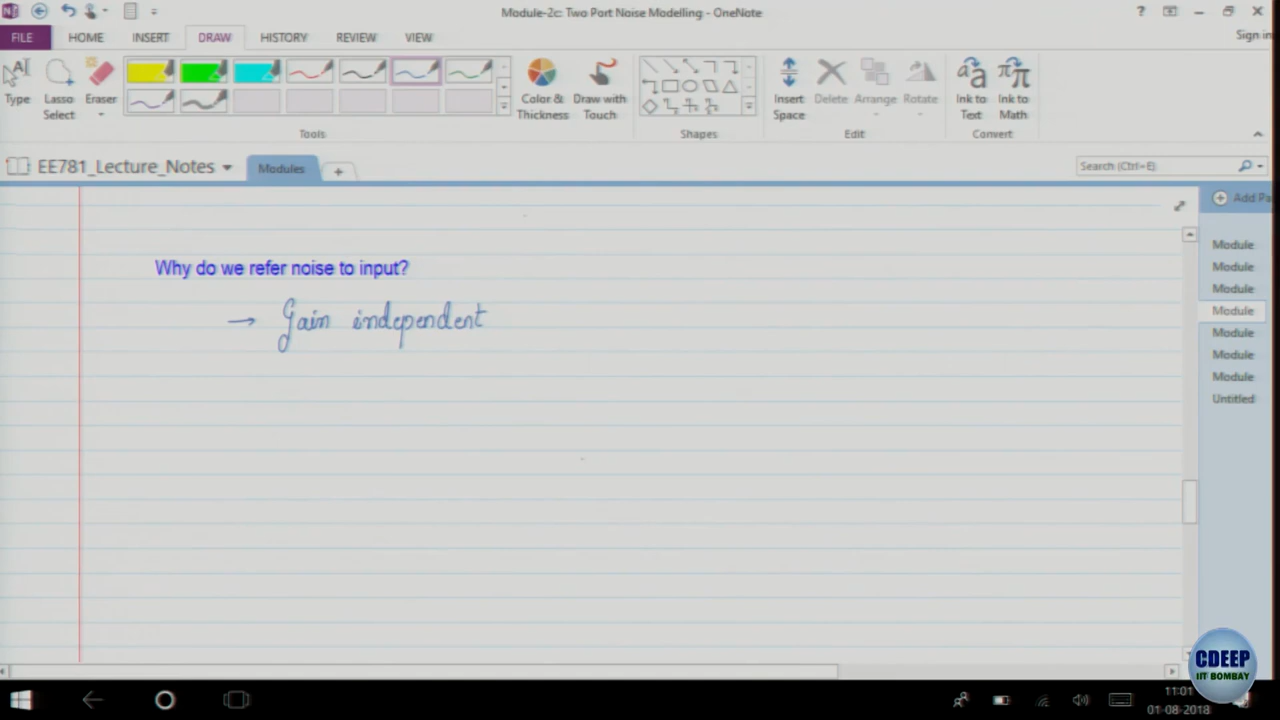 Module-2c: Two Port Noise Modelling - OneNote
?
FILE HOME INSERT DRAW HISTORY REVIEW VIEW
Sign in
Type
Lasso Select
Eraser
Color & Thickness
Draw with Touch
Insert Space
Delete
Arrange
Rotate
Ink to Text
Ink to Math
Tools
Shapes
Edit
Convert
EE781_Lecture_Notes
Modules
Search (Ctrl+E)
Add Pa
Module
Module
Module
Module
Module
Module
Module
Untitled
Why do we refer noise to input?
→ Gain independent
CDEEP
IIT BOMBAY
11:01
01-08-2018